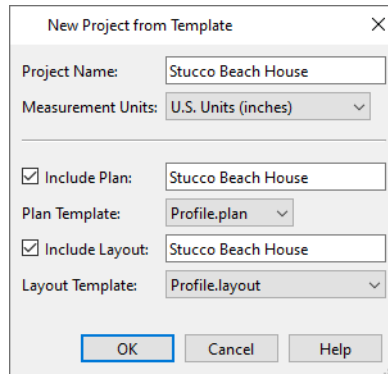 New Project from Template
Project Name: Stucco Beach House
Measurement Units: U.S. Units (inches)
Include Plan: Stucco Beach House
Plan Template: Profile.plan
Include Layout: Stucco Beach House
Layout Template: Profile.layout
OK Cancel Help